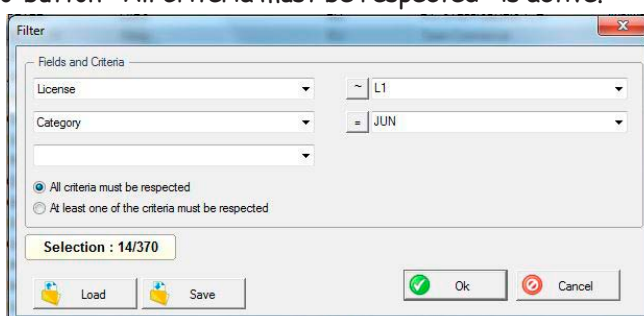 button "All criteria must be respected" is active.
Filter
Fields and Criteria
License ~ L1
Category = JUN
All criteria must be respected
At least one of the criteria must be respected
Selection : 14/370
Load Save Ok Cancel